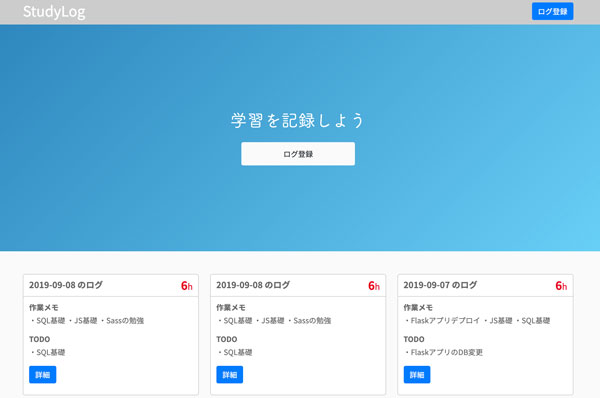 StudyLog
ログ登録
学習を記録しよう
ログ登録
2019-09-08 のログ
6h
作業メモ
・SQL基礎 ・JS基礎 ・Sassの勉強
TODO
・SQL基礎
詳細
2019-09-08 のログ
6h
作業メモ
・SQL基礎 ・JS基礎 ・Sassの勉強
TODO
・SQL基礎
詳細
2019-09-07 のログ
6h
作業メモ
・Flaskアプリデプロイ ・JS基礎 ・SQL基礎
TODO
・FlaskアプリのDB変更
詳細